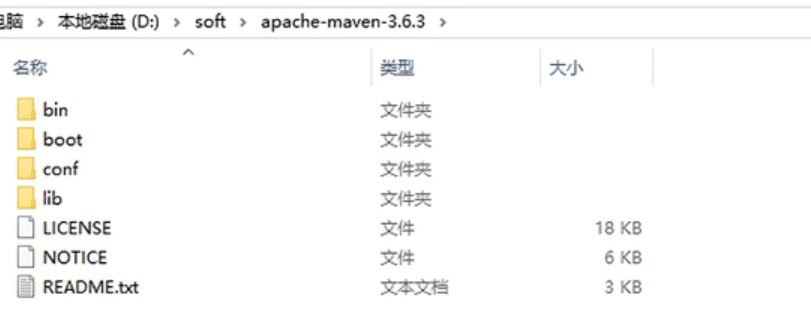 电脑 › 本地磁盘 (D:) › soft › apache-maven-3.6.3 ›
名称 类型 大小
bin 文件夹
boot 文件夹
conf 文件夹
lib 文件夹
LICENSE 文件 18 KB
NOTICE 文件 6 KB
README.txt 文本文档 3 KB